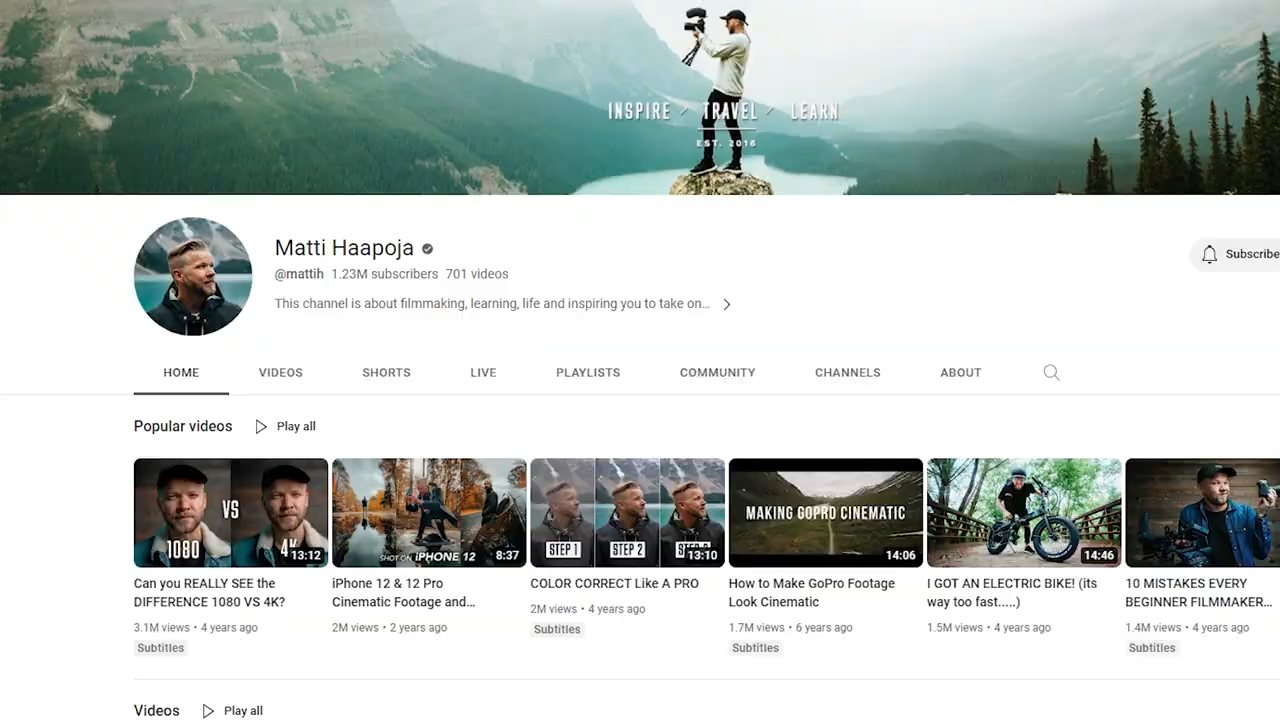 INSPIRE TRAVEL LEARN
EST. 2016
Matti Haapoja
@mattih 1.23M subscribers 701 videos
This channel is about filmmaking, learning, life and inspiring you to take on...
Subscribe
HOME VIDEOS SHORTS LIVE PLAYLISTS COMMUNITY CHANNELS ABOUT
Popular videos Play all
VS
1080 4K 13:12
SHOT ON iPHONE 12 8:37
STEP 1 STEP 2 13:10
MAKING GOPRO CINEMATIC
14:06
14:46
Can you REALLY SEE the
DIFFERENCE 1080 VS 4K?
3.1M views • 4 years ago
Subtitles
iPhone 12 & 12 Pro
Cinematic Footage and...
2M views • 2 years ago
COLOR CORRECT Like A PRO
2M views • 4 years ago
Subtitles
How to Make GoPro Footage
Look Cinematic
1.7M views • 6 years ago
Subtitles
I GOT AN ELECTRIC BIKE! (its
way too fast.....)
1.5M views • 4 years ago
10 MISTAKES EVERY
BEGINNER FILMMAKER...
1.4M views • 4 years ago
Subtitles
Videos Play all